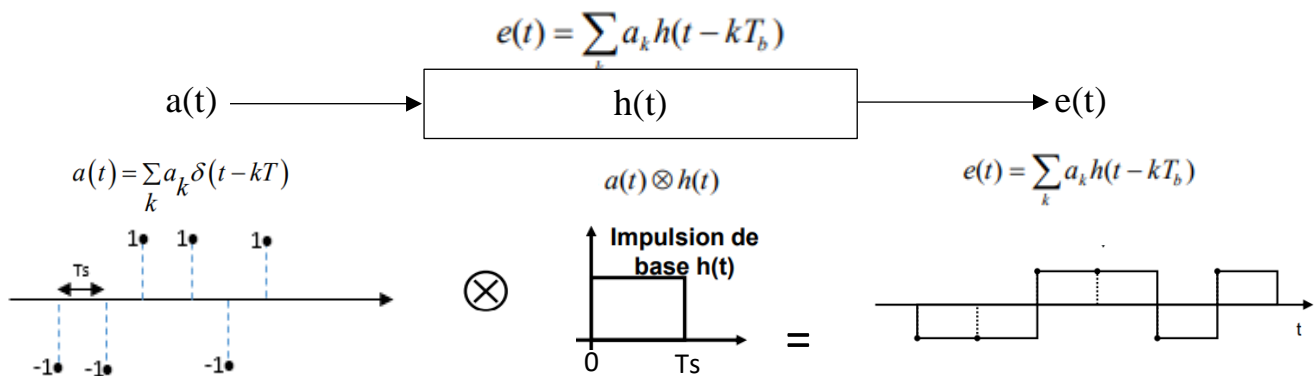 e(t) = ∑ a_k h(t − kT_b)
k
a(t) h(t) e(t)
a(t) = ∑ a_k δ(t − kT)
k
a(t) ⊗ h(t)
e(t) = ∑ a_k h(t − kT_b)
k
1 1 1
Ts
-1 -1 -1
⊗
Impulsion de
base h(t)
0 Ts
=
t